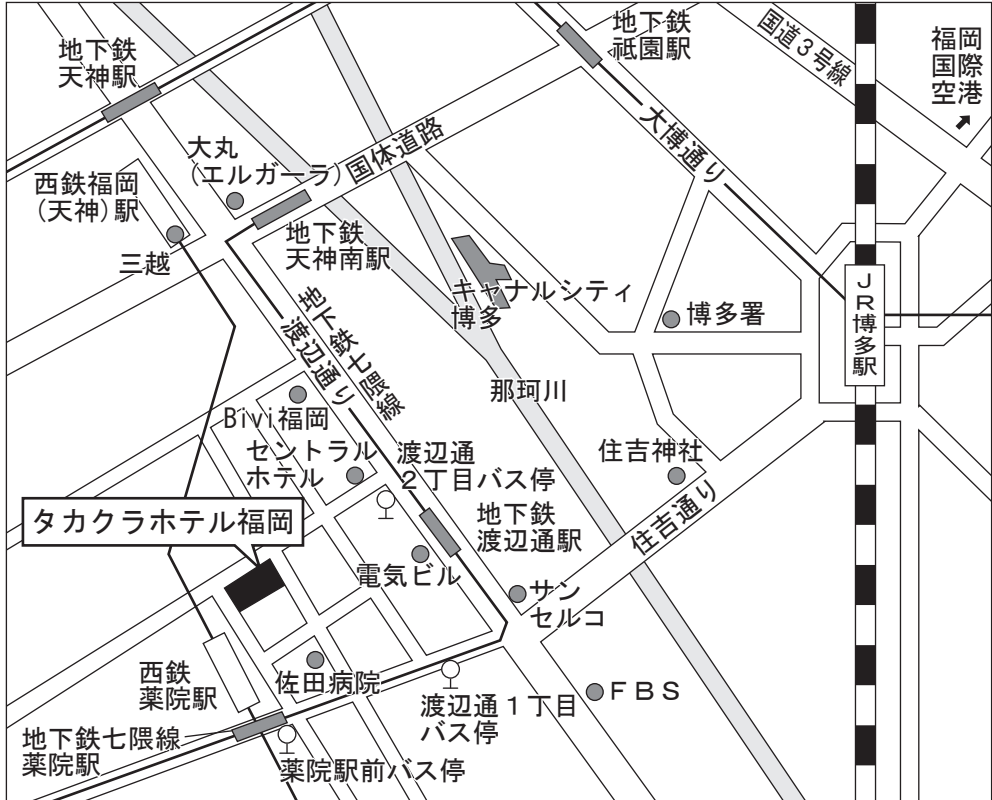 地下鉄
天神駅
地下鉄
祗園駅
国道3号線
福岡
国際
空港
大丸
(エルガーラ)
国体道路
大博通り
西鉄福岡
(天神)駅
三越
地下鉄
天神南駅
キャナルシティ
博多
博多署
JR博多駅
地下鉄七隈線
渡辺通り
那珂川
Bivi福岡
セントラル
ホテル
渡辺通
2丁目バス停
住吉神社
住吉通り
地下鉄
渡辺通駅
タカクラホテル福岡
電気ビル
サン
セルコ
西鉄
薬院駅
佐田病院
渡辺通1丁目
バス停
FBS
地下鉄七隈線
薬院駅
薬院駅前バス停